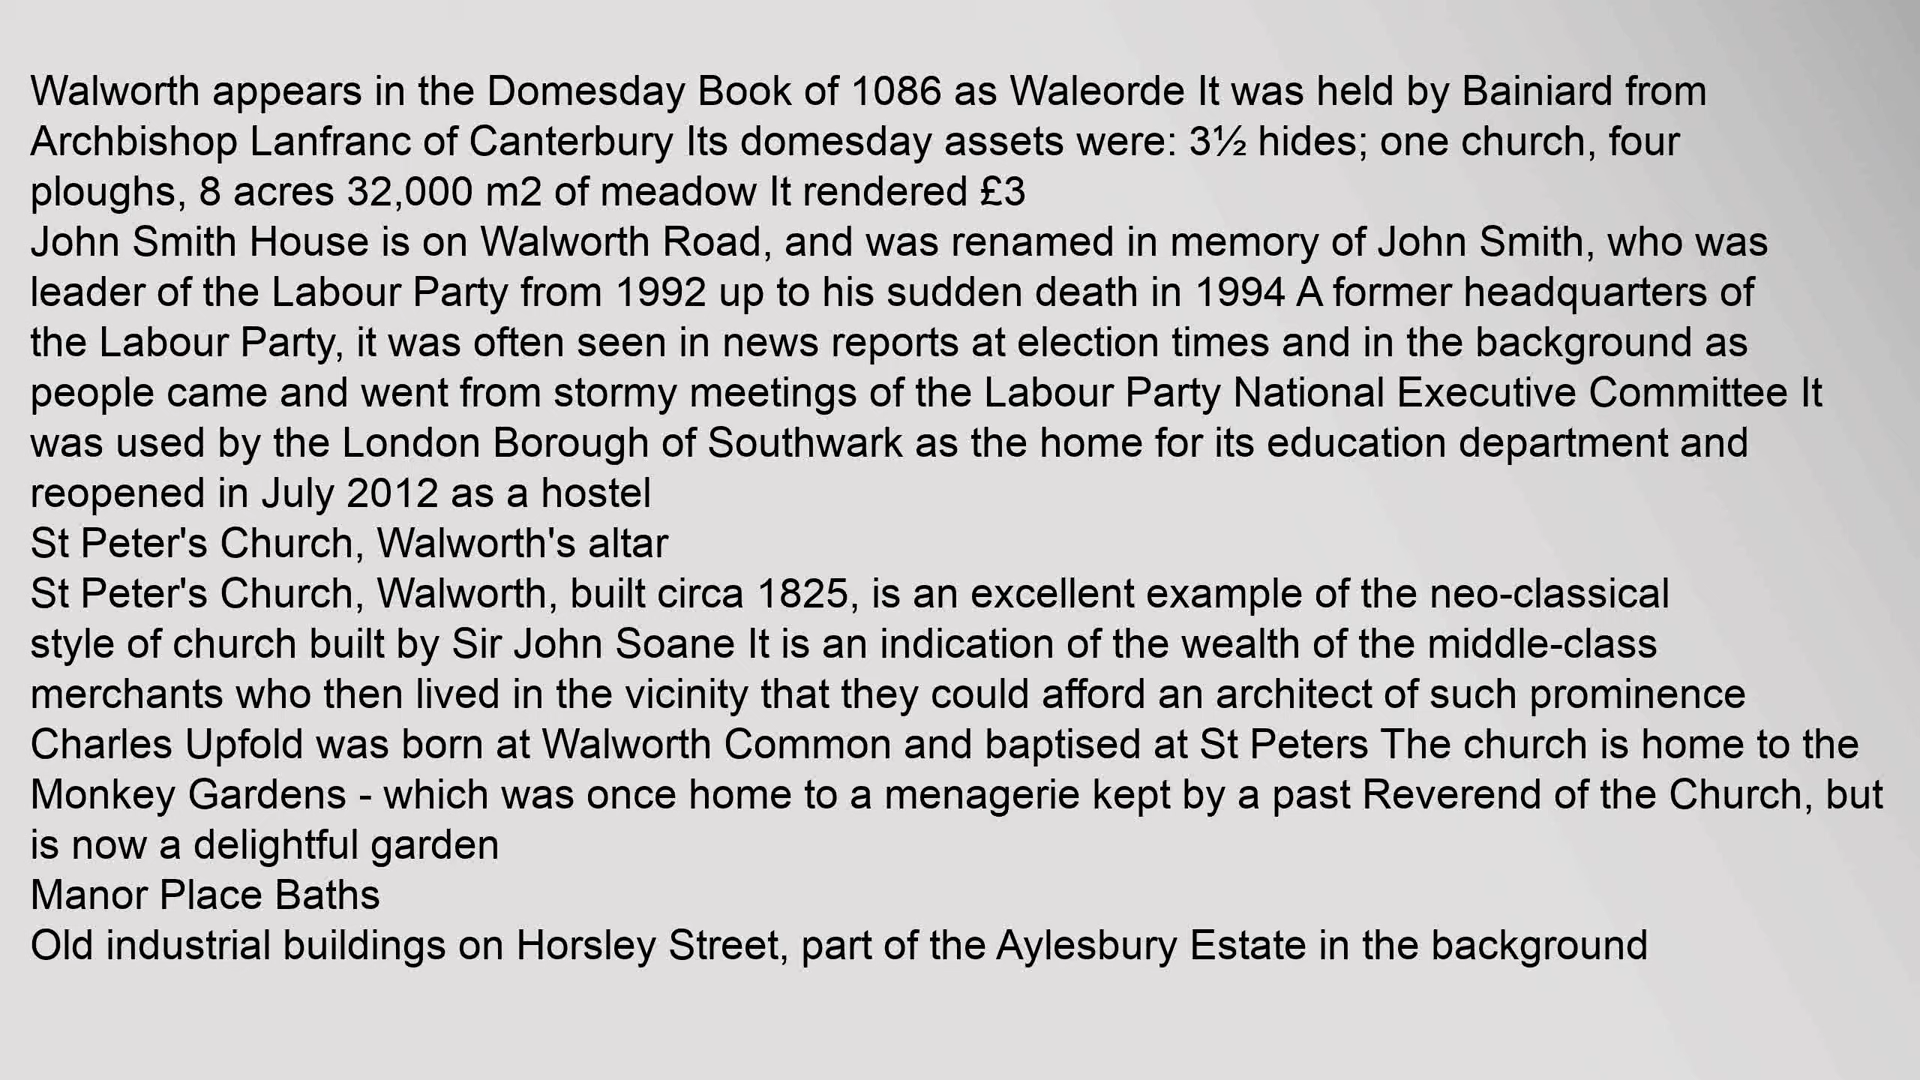 Walworth appears in the Domesday Book of 1086 as Waleorde It was held by Bainiard from
Archbishop Lanfranc of Canterbury Its domesday assets were: 3½ hides; one church, four
ploughs, 8 acres 32,000 m2 of meadow It rendered £3
John Smith House is on Walworth Road, and was renamed in memory of John Smith, who was
leader of the Labour Party from 1992 up to his sudden death in 1994 A former headquarters of
the Labour Party, it was often seen in news reports at election times and in the background as
people came and went from stormy meetings of the Labour Party National Executive Committee It
was used by the London Borough of Southwark as the home for its education department and
reopened in July 2012 as a hostel
St Peter's Church, Walworth's altar
St Peter's Church, Walworth, built circa 1825, is an excellent example of the neo-classical
style of church built by Sir John Soane It is an indication of the wealth of the middle-class
merchants who then lived in the vicinity that they could afford an architect of such prominence
Charles Upfold was born at Walworth Common and baptised at St Peters The church is home to the
Monkey Gardens - which was once home to a menagerie kept by a past Reverend of the Church, but
is now a delightful garden
Manor Place Baths
Old industrial buildings on Horsley Street, part of the Aylesbury Estate in the background